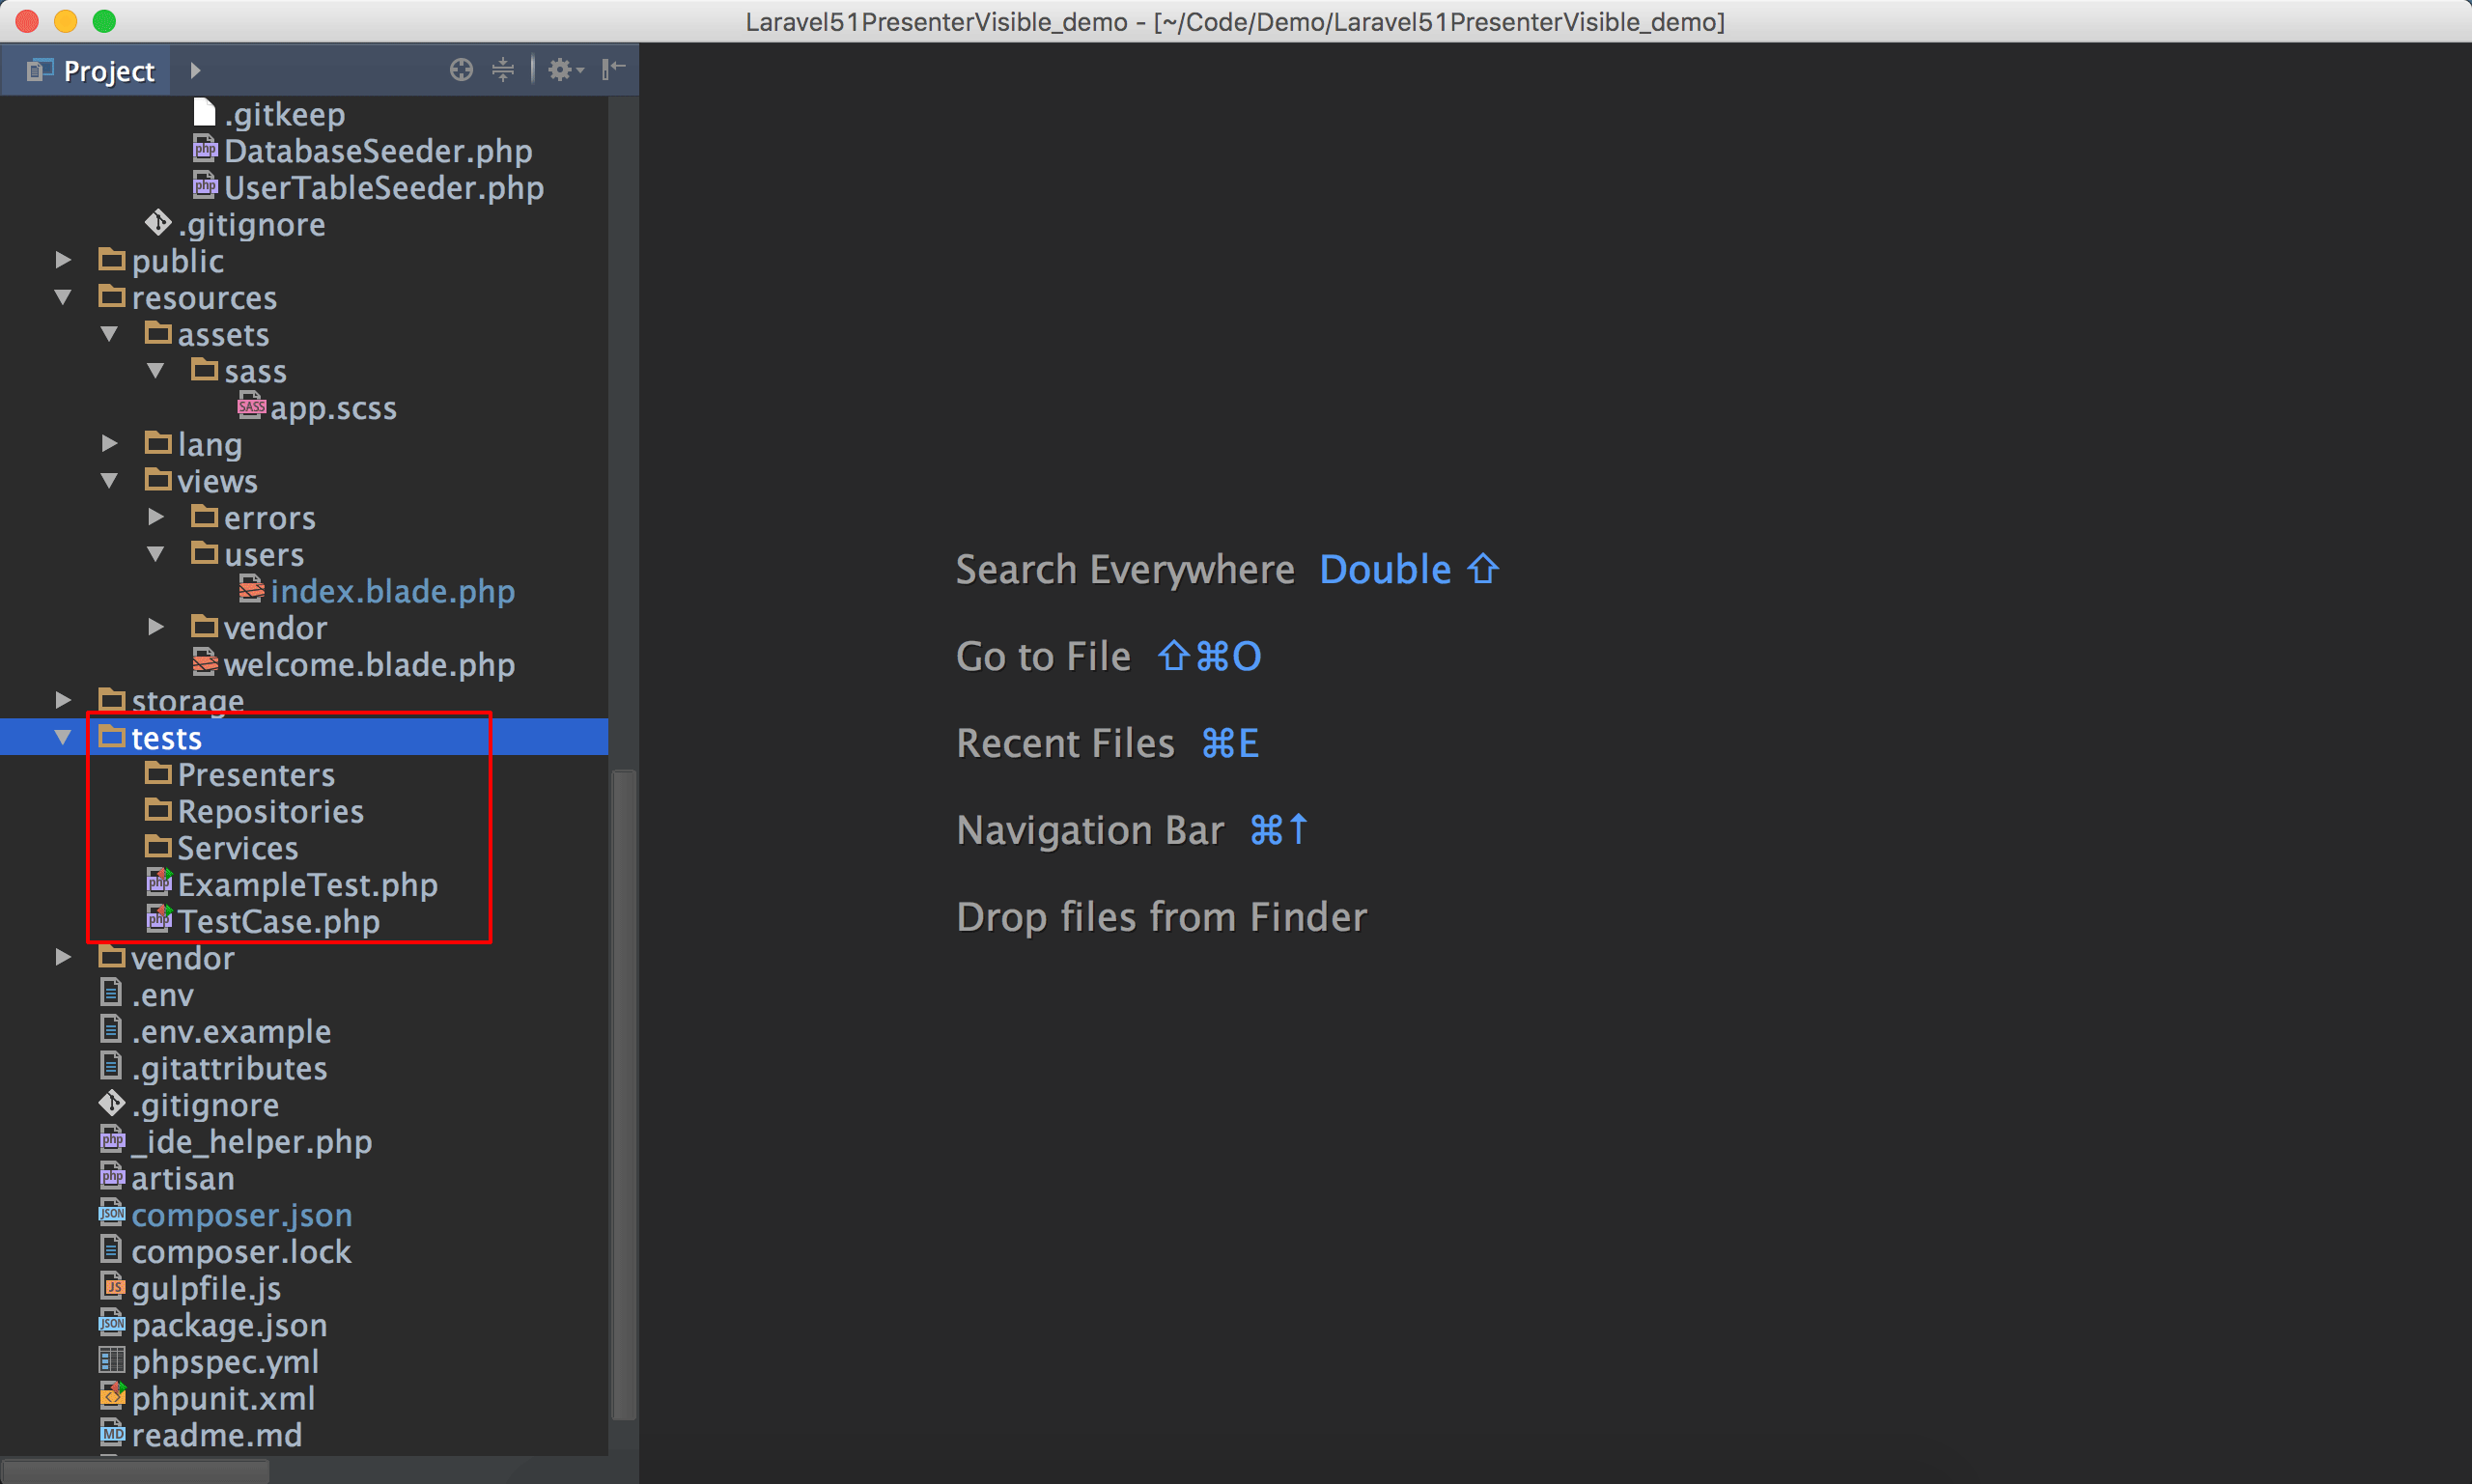 Laravel51PresenterVisible_demo - [~/Code/Demo/Laravel51PresenterVisible_demo]
Project
.gitkeep
DatabaseSeeder.php
UserTableSeeder.php
.gitignore
public
resources
assets
sass
app.scss
lang
views
errors
users
index.blade.php
vendor
welcome.blade.php
storage
tests
Presenters
Repositories
Services
ExampleTest.php
TestCase.php
vendor
.env
.env.example
.gitattributes
.gitignore
_ide_helper.php
artisan
composer.json
composer.lock
gulpfile.js
package.json
phpspec.yml
phpunit.xml
readme.md
Search Everywhere Double ⇧
Go to File ⇧⌘O
Recent Files ⌘E
Navigation Bar ⌘↑
Drop files from Finder